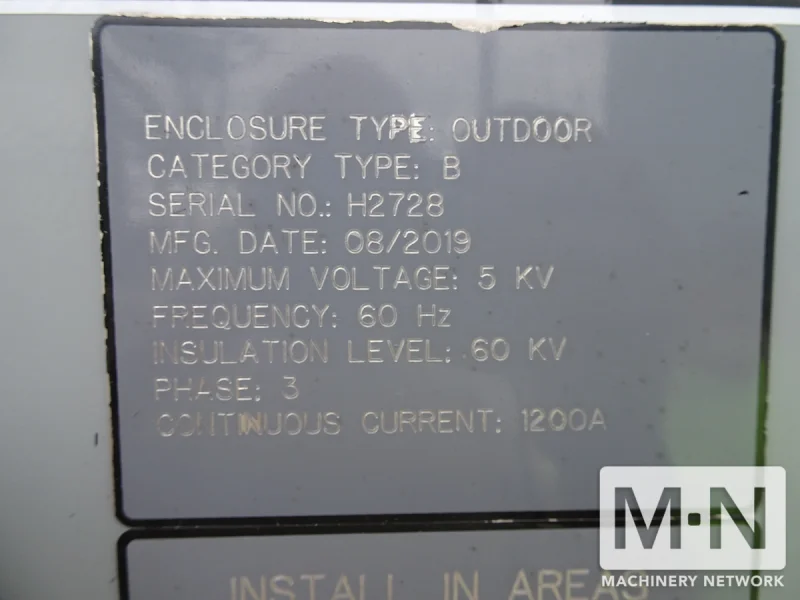 ENCLOSURE TYPE: OUTDOOR
CATEGORY TYPE: B
SERIAL NO.: H2728
MFG. DATE: 08/2019
MAXIMUM VOLTAGE: 5 KV
FREQUENCY: 60 Hz
INSULATION LEVEL: 60 KV
PHASE: 3
CONTINUOUS CURRENT: 1200A
INSTALL IN AREAS
M·N
MACHINERY NETWORK